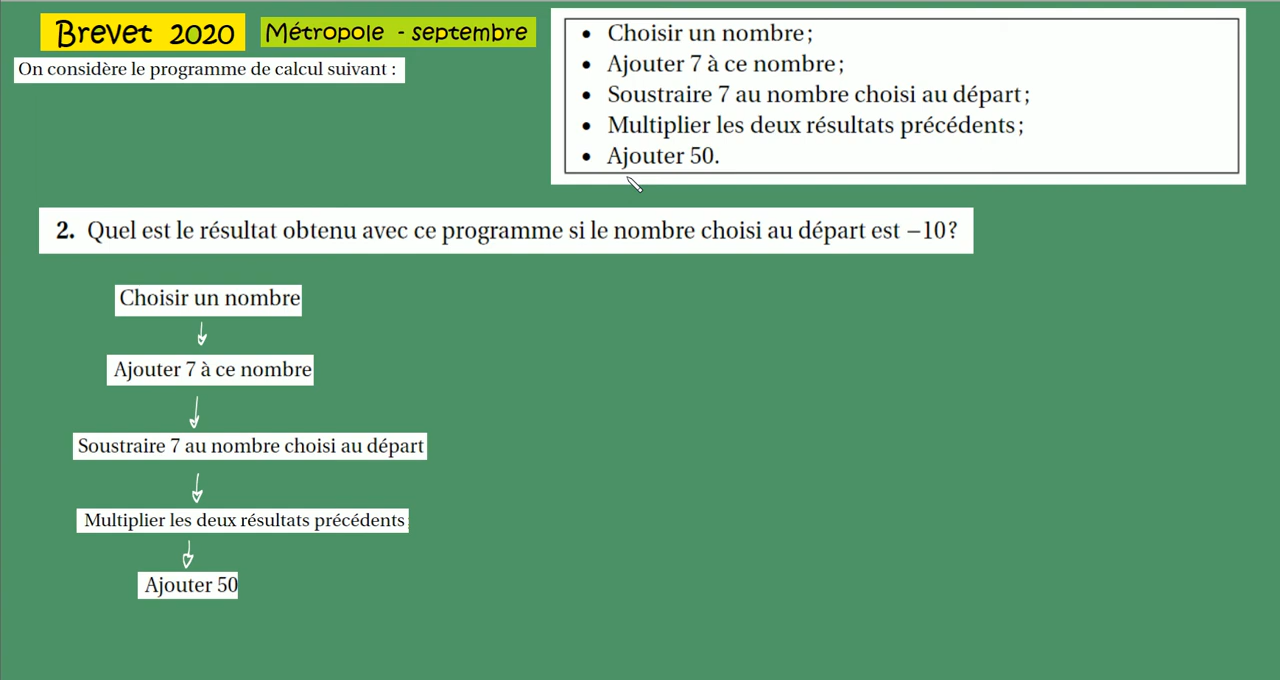 Brevet 2020
Métropole - septembre
On considère le programme de calcul suivant :
• Choisir un nombre;
• Ajouter 7 à ce nombre;
• Soustraire 7 au nombre choisi au départ;
• Multiplier les deux résultats précédents;
• Ajouter 50.
2. Quel est le résultat obtenu avec ce programme si le nombre choisi au départ est −10?
Choisir un nombre
Ajouter 7 à ce nombre
Soustraire 7 au nombre choisi au départ
Multiplier les deux résultats précédents
Ajouter 50